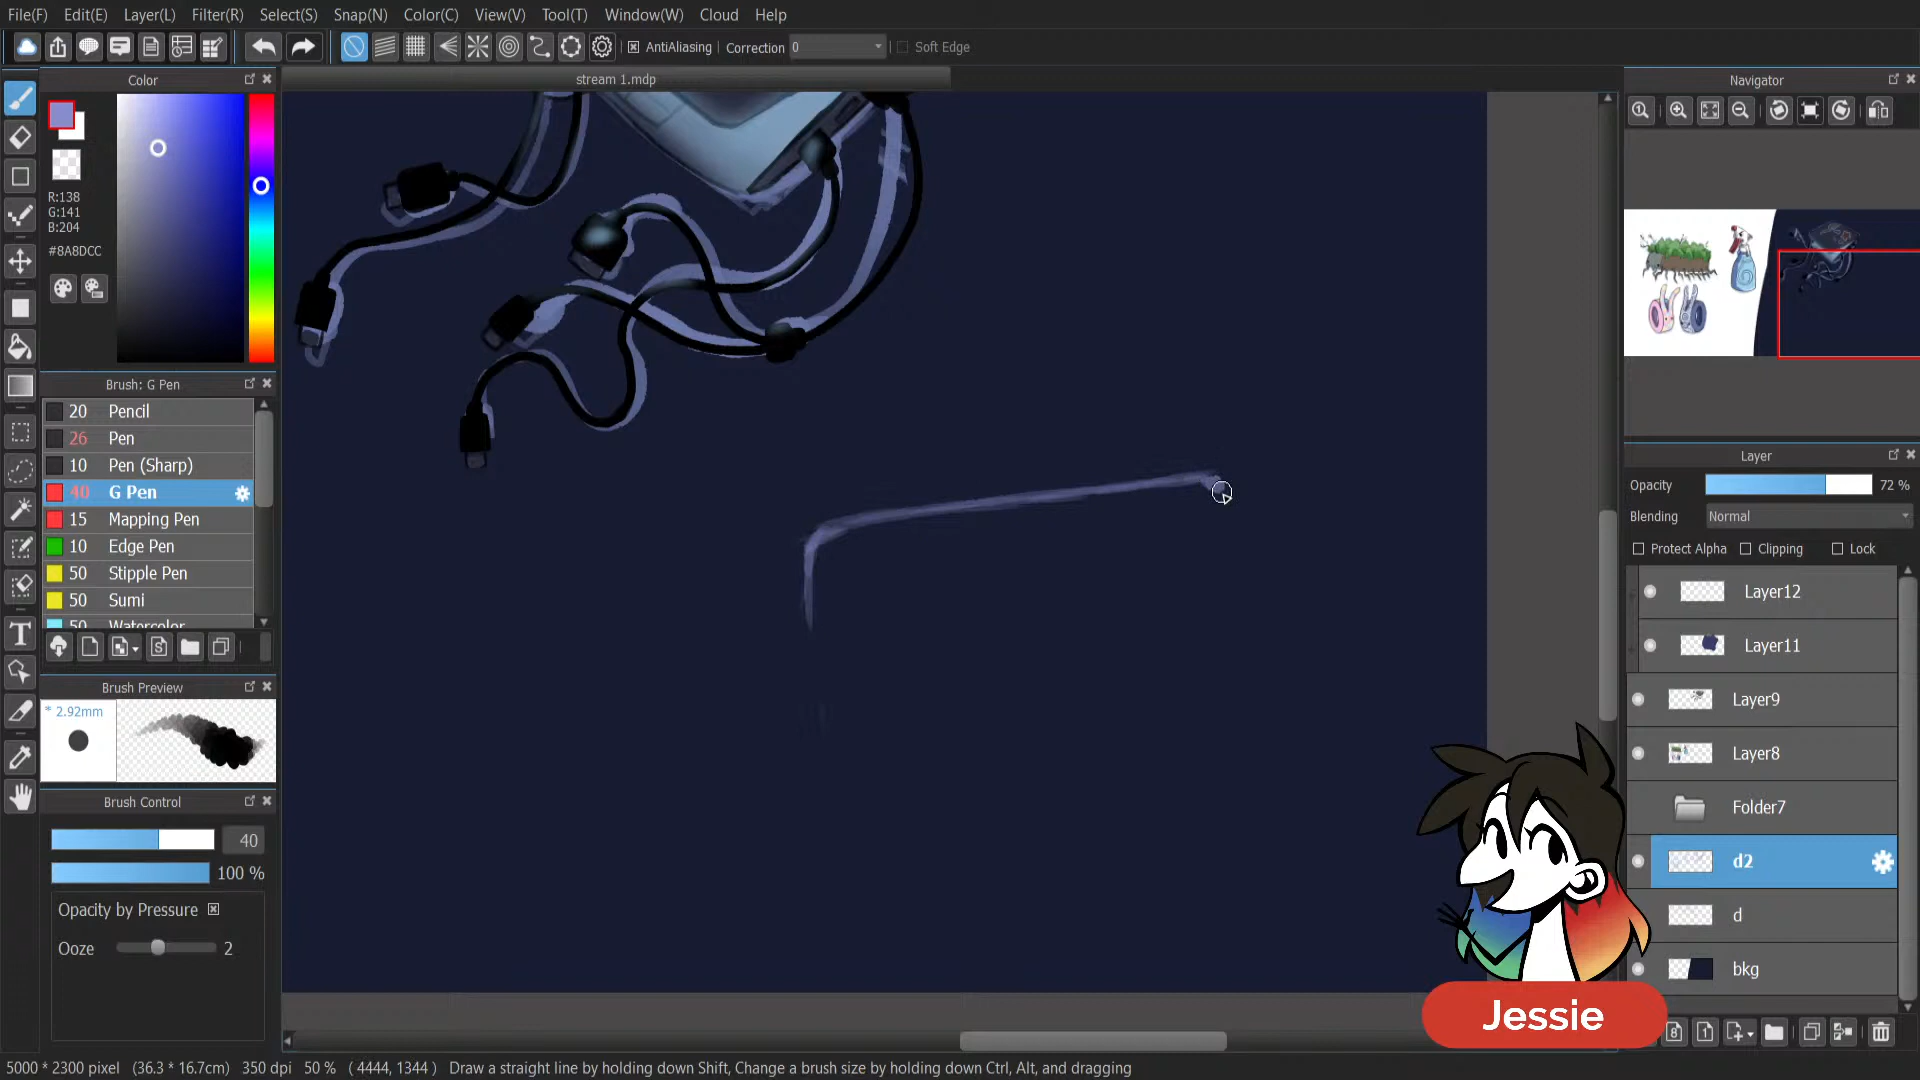 File(F) Edit(E) Layer(L) Filter(R) Select(S) Snap(N) Color(C) View(V) Tool(T) Window(W) Cloud Help
AntiAliasing Correction 0 Soft Edge
Color
stream 1.mdp
Navigator
R:138
G:141
B:204
#8A8DCC
Brush: G Pen
20 Pencil
26 Pen
10 Pen (Sharp)
40 G Pen
15 Mapping Pen
10 Edge Pen
50 Stipple Pen
50 Sumi
50 Watercolor
Brush Preview
* 2.92mm
Brush Control
40
100 %
Opacity by Pressure
Ooze 2
Layer
Opacity 72 %
Blending Normal
Protect Alpha Clipping Lock
Layer12
Layer11
Layer9
Layer8
Folder7
d2
d
bkg
Jessie
5000 * 2300 pixel (36.3 * 16.7cm) 350 dpi 50 % ( 4444, 1344 ) Draw a straight line by holding down Shift, Change a brush size by holding down Ctrl, Alt, and dragging